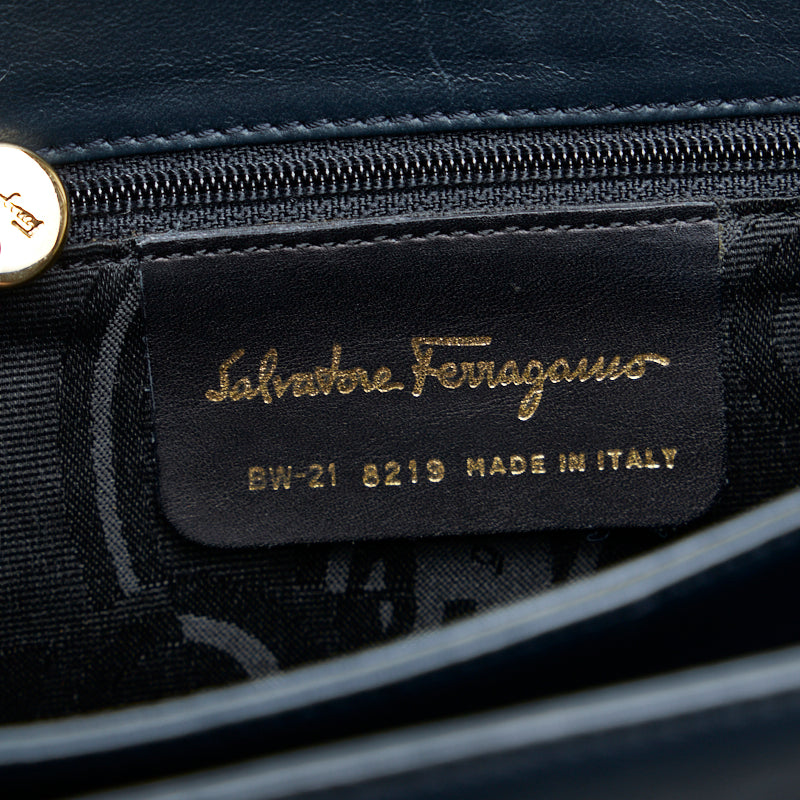 Salvatore Ferragamo
BW-21 8219 MADE IN ITALY